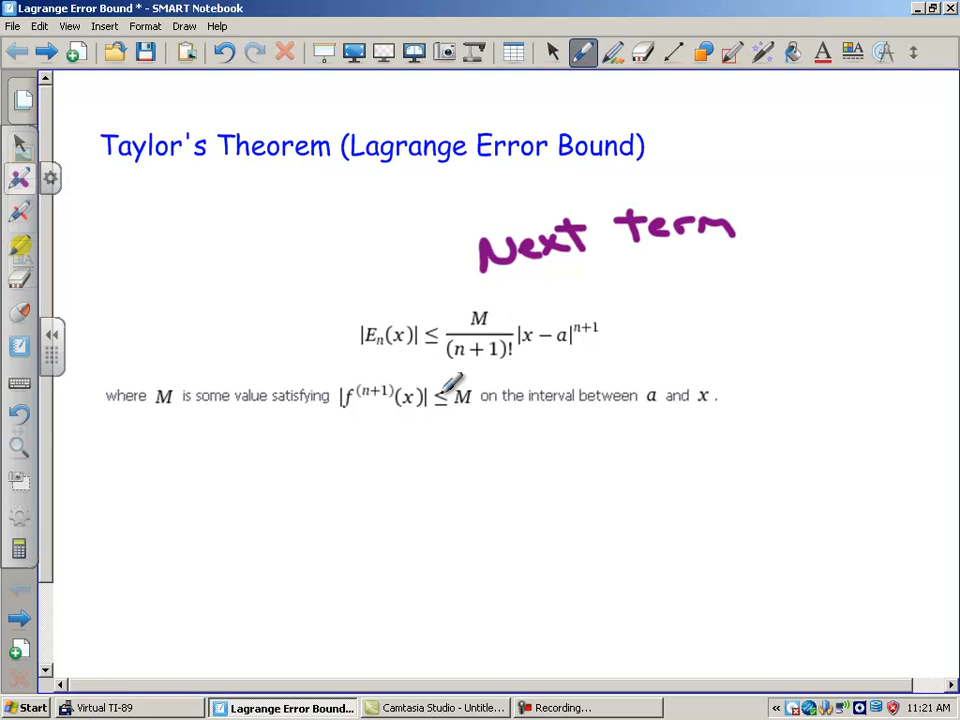 Lagrange Error Bound * - SMART Notebook
File Edit View Insert Format Draw Help
Taylor's Theorem (Lagrange Error Bound)
Next term
|Eₙ(x)| ≤ M/(n + 1)! |x − a|ⁿ⁺¹
where M is some value satisfying |f⁽ⁿ⁺¹⁾(x)| ≤ M on the interval between a and x .
Start Virtual TI-89 Lagrange Error Bound... Camtasia Studio - Untitle... Recording... 11:21 AM